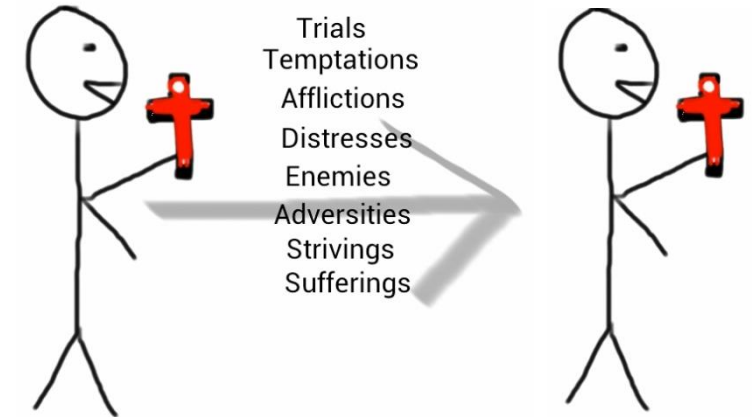 Trials
Temptations
Afflictions
Distresses
Enemies
Adversities
Strivings
Sufferings